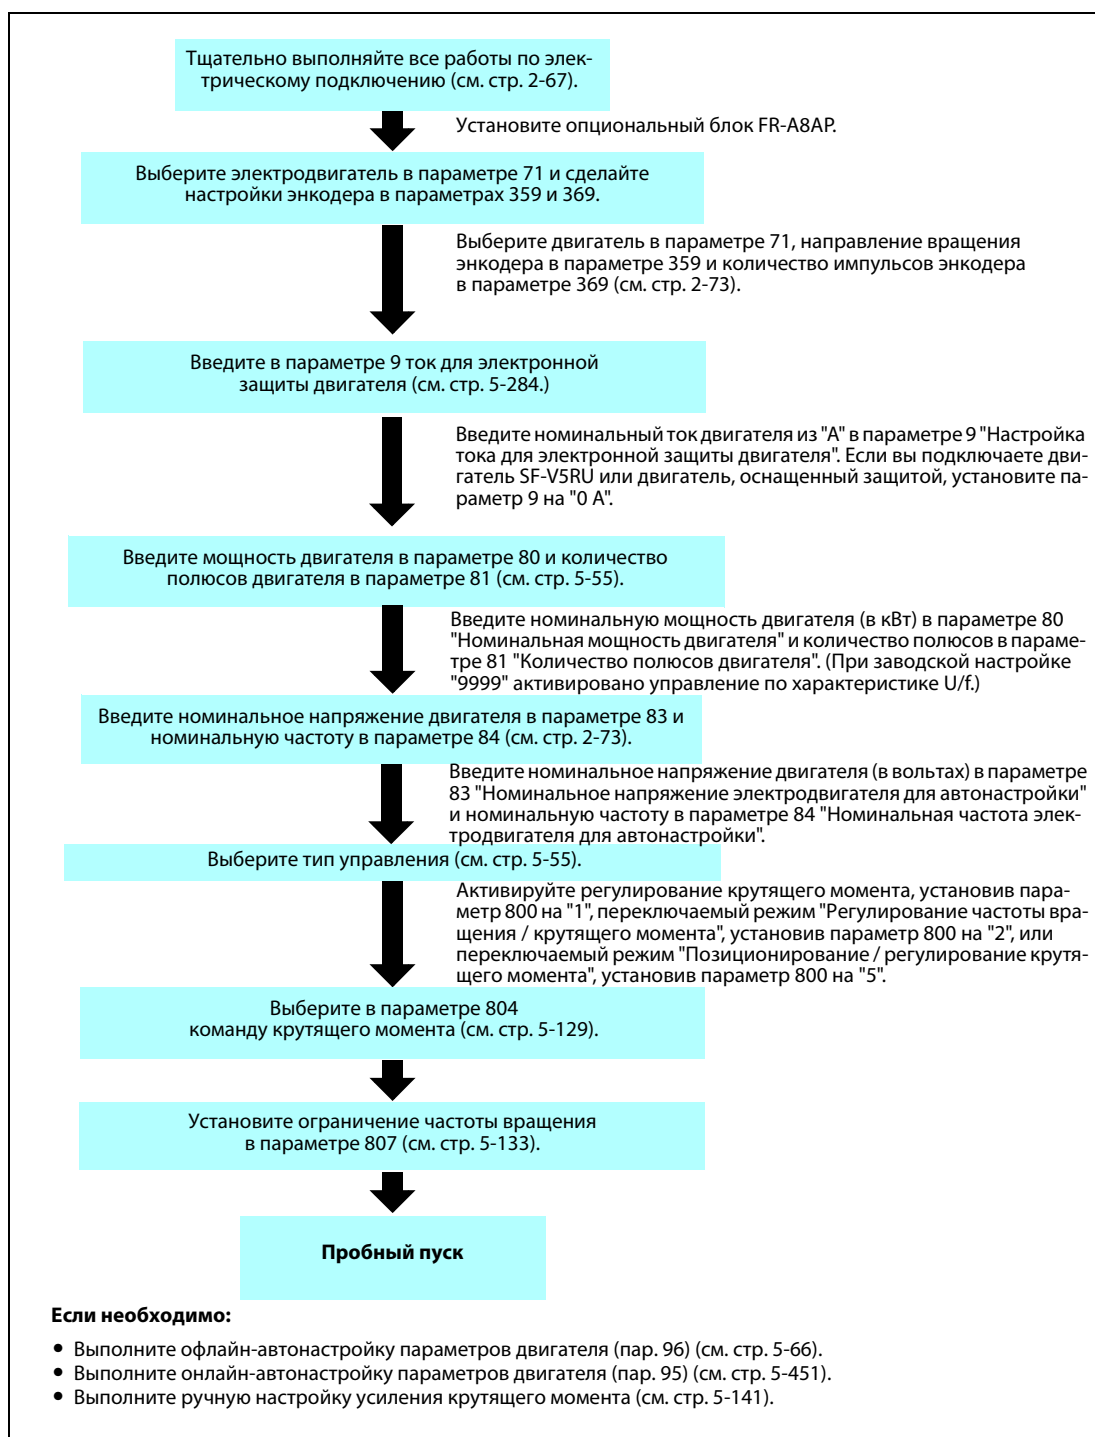 Тщательно выполняйте все работы по элек-
трическому подключению (см. стр. 2-67).
Установите опциональный блок FR-A8AP.
Выберите электродвигатель в параметре 71 и сделайте
настройки энкодера в параметрах 359 и 369.
Выберите двигатель в параметре 71, направление вращения
энкодера в параметре 359 и количество импульсов энкодера
в параметре 369 (см. стр. 2-73).
Введите в параметре 9 ток для электронной
защиты двигателя (см. стр. 5-284.)
Введите номинальный ток двигателя из "A" в параметре 9 "Настройка
тока для электронной защиты двигателя". Если вы подключаете дви-
гатель SF-V5RU или двигатель, оснащенный защитой, установите па-
раметр 9 на "0 A".
Введите мощность двигателя в параметре 80 и количество
полюсов двигателя в параметре 81 (см. стр. 5-55).
Введите номинальную мощность двигателя (в кВт) в параметре 80
"Номинальная мощность двигателя" и количество полюсов в параме-
тре 81 "Количество полюсов двигателя". (При заводской настройке
"9999" активировано управление по характеристике U/f.)
Введите номинальное напряжение двигателя в параметре 83 и
номинальную частоту в параметре 84 (см. стр. 2-73).
Введите номинальное напряжение двигателя (в вольтах) в параметре
83 "Номинальное напряжение электродвигателя для автонастройки"
и номинальную частоту в параметре 84 "Номинальная частота элек-
тродвигателя для автонастройки".
Выберите тип управления (см. стр. 5-55).
Активируйте регулирование крутящего момента, установив пара-
метр 800 на "1", переключаемый режим "Регулирование частоты вра-
щения / крутящего момента", установив параметр 800 на "2", или
переключаемый режим "Позиционирование / регулирование крутя-
щего момента", установив параметр 800 на "5".
Выберите в параметре 804
команду крутящего момента (см. стр. 5-129).
Установите ограничение частоты вращения
в параметре 807 (см. стр. 5-133).
Пробный пуск
Если необходимо:
● Выполните офлайн-автонастройку параметров двигателя (пар. 96) (см. стр. 5-66).
● Выполните онлайн-автонастройку параметров двигателя (пар. 95) (см. стр. 5-451).
● Выполните ручную настройку усиления крутящего момента (см. стр. 5-141).